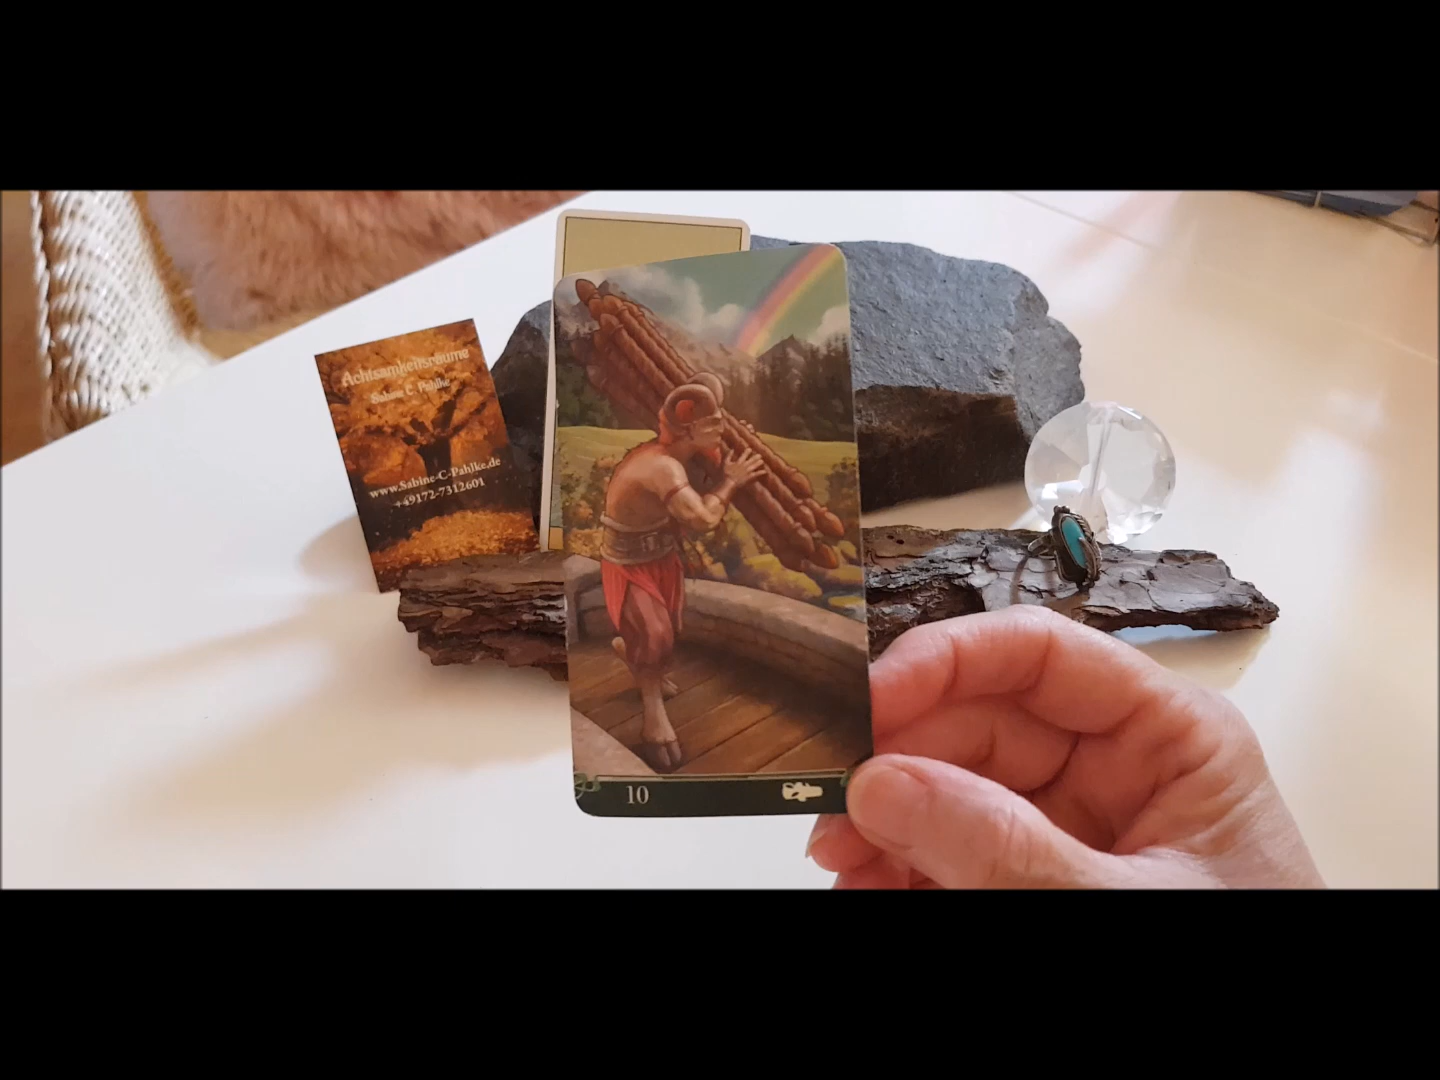 Achtsamkeitsräume
Sabine C. Pahlke
www.Sabine-C-Pahlke.de
+49172-7312601
10